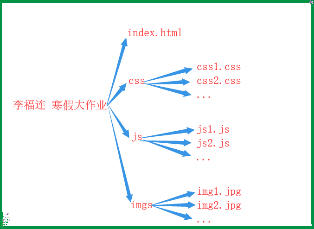 index.html
css
css1.css
css2.css
...
李福连 寒假大作业
js
js1.js
js2.js
...
imgs
img1.jpg
img2.jpg
...